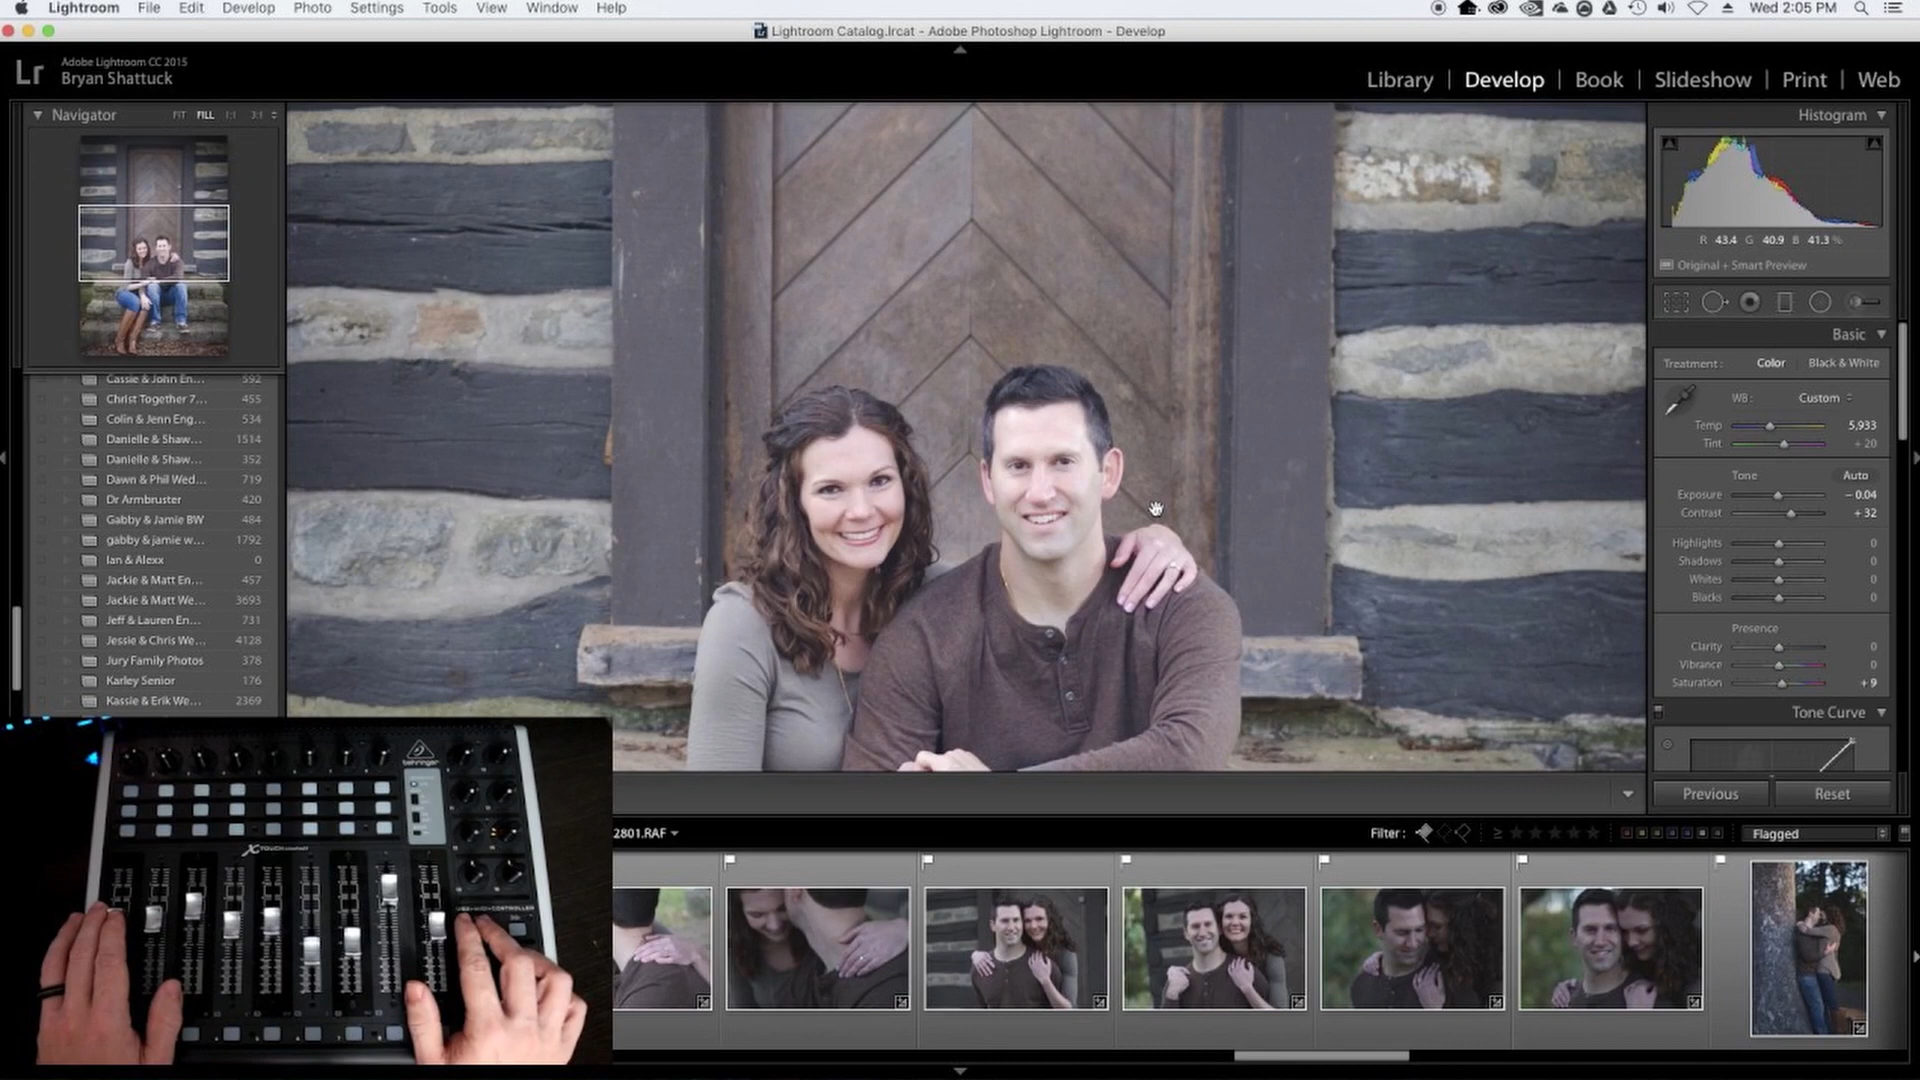 Lightroom File Edit Develop Photo Settings Tools View Window Help Wed 2:05 PM
Lightroom Catalog.lrcat - Adobe Photoshop Lightroom - Develop
Lr Adobe Lightroom CC 2015
Bryan Shattuck
Library | Develop | Book | Slideshow | Print | Web
Navigator FIT FILL 1:1 3:1
Cassie & John En... 592
Christ Together 7... 455
Colin & Jenn Eng... 534
Danielle & Shaw... 1514
Danielle & Shaw... 352
Dawn & Phil Wed... 719
Dr Armbruster 420
Gabby & Jamie BW 484
gabby & jamie w... 1792
Ian & Alexx 0
Jackie & Matt En... 457
Jackie & Matt We... 3693
Jeff & Lauren En... 731
Jessie & Chris We... 4128
Jury Family Photos 378
Karley Senior 176
Kassie & Erik We... 2369
Histogram
R 43.4 G 40.9 B 41.3 %
Original + Smart Preview
Basic
Treatment : Color | Black & White
WB : Custom
Temp 5,933
Tint + 20
Tone Auto
Exposure − 0.04
Contrast + 32
Highlights 0
Shadows 0
Whites 0
Blacks 0
Presence
Clarity 0
Vibrance 0
Saturation + 9
Tone Curve
Previous Reset
2801.RAF
Filter : ≥ Flagged
behringer
X TOUCH